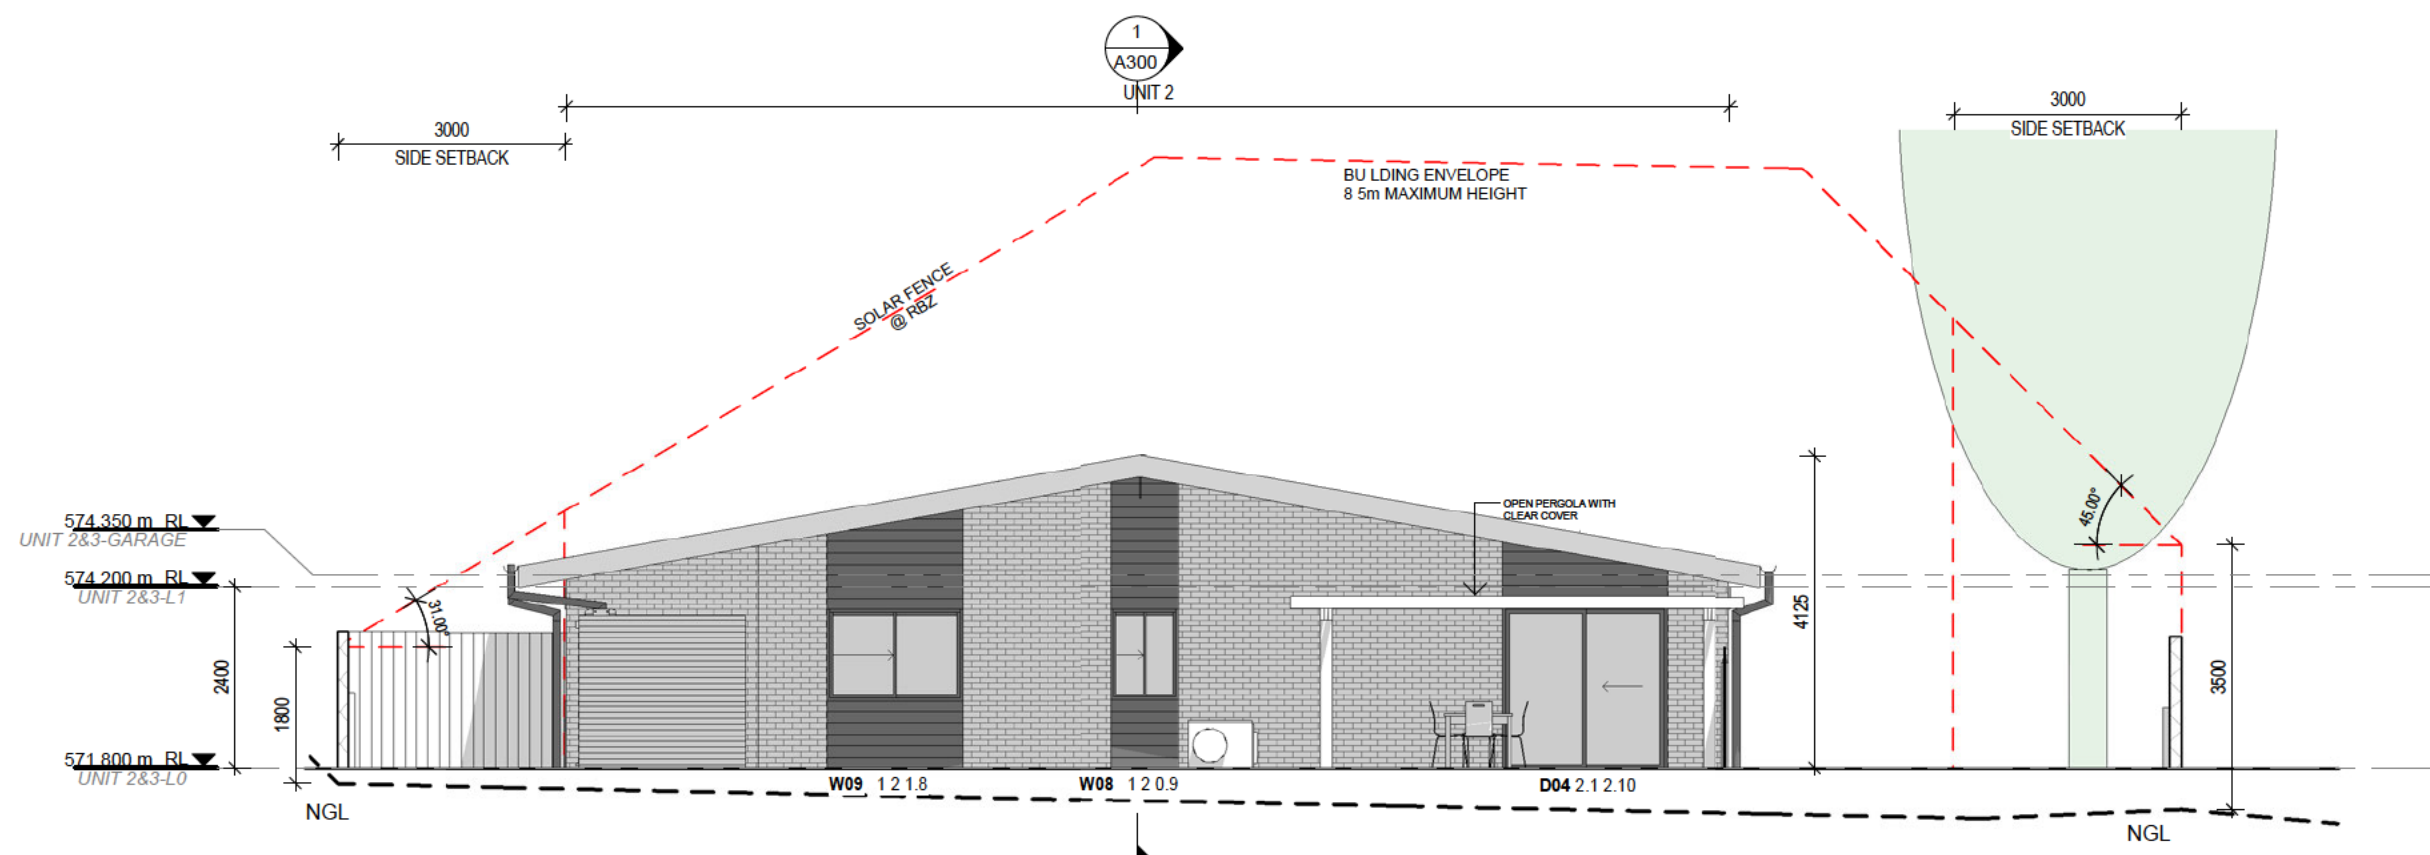 1
A300
UNIT 2
3000
SIDE SETBACK
3000
SIDE SETBACK
BU LDING ENVELOPE
8 5m MAXIMUM HEIGHT
SOLAR FENCE
@ RBZ
OPEN PERGOLA WITH
CLEAR COVER
45.00°
574.350 m RL
UNIT 2&3-GARAGE
574.200 m RL
UNIT 2&3-L1
31.00°
4125
2400
1800
3500
571.800 m RL
UNIT 2&3-L0
W09 1 2 1.8
W08 1 2 0.9
D04 2.1 2.10
NGL
NGL